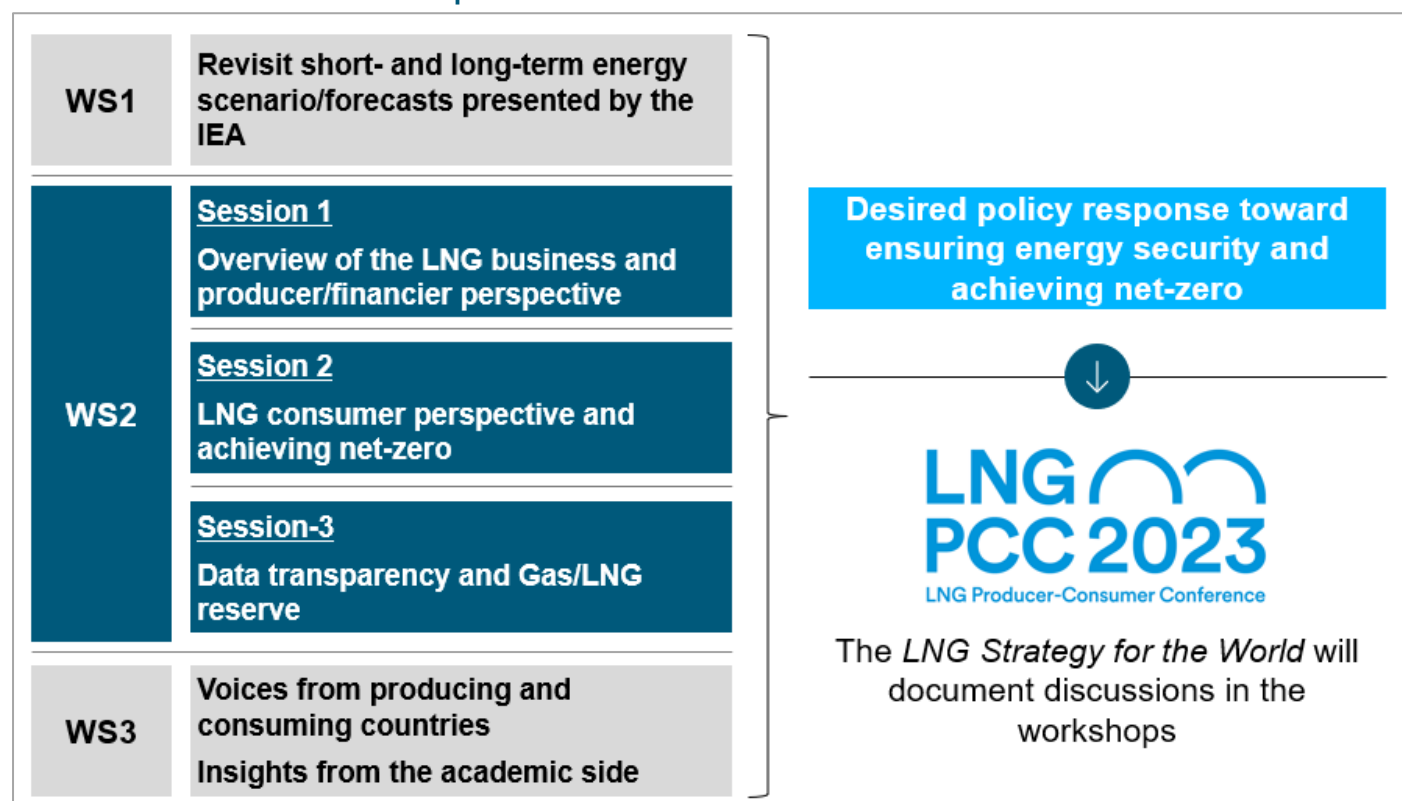 WS1
Revisit short- and long-term energy
scenario/forecasts presented by the
IEA
WS2
Session 1
Overview of the LNG business and
producer/financier perspective
Session 2
LNG consumer perspective and
achieving net-zero
Session-3
Data transparency and Gas/LNG
reserve
WS3
Voices from producing and
consuming countries
Insights from the academic side
Desired policy response toward
ensuring energy security and
achieving net-zero
LNG
PCC 2023
LNG Producer-Consumer Conference
The LNG Strategy for the World will
document discussions in the
workshops